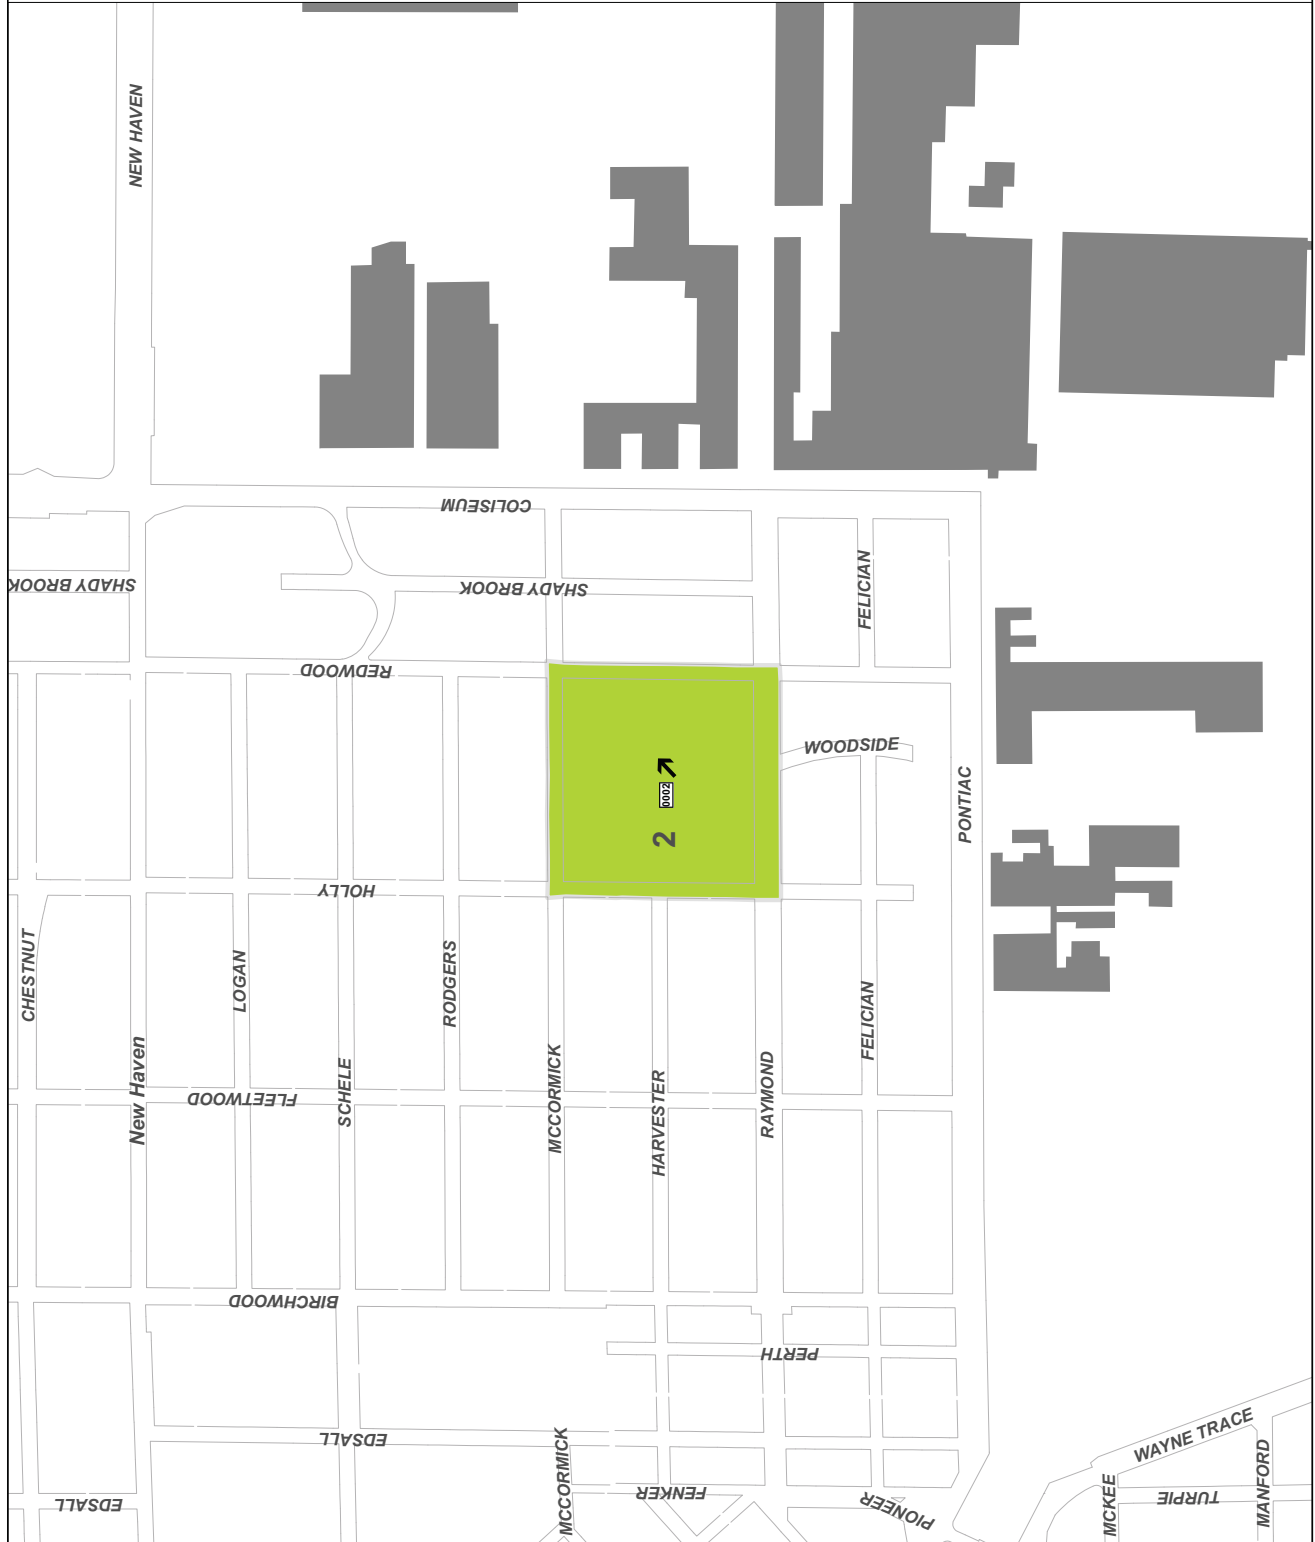 NEW HAVEN
COLISEUM
SHADY BROOK
SHADY BROOK
FELICIAN
REDWOOD
WOODSIDE
0002
2
PONTIAC
HOLLY
CHESTNUT
LOGAN
RODGERS
FELICIAN
New Haven
FLEETWOOD
SCHELE
MCCORMICK
HARVESTER
RAYMOND
BIRCHWOOD
PERTH
EDSALL
MCCORMICK
WAYNE TRACE
EDSALL
FENKER
PIONEER
MCKEE
TURPIE
MANFORD